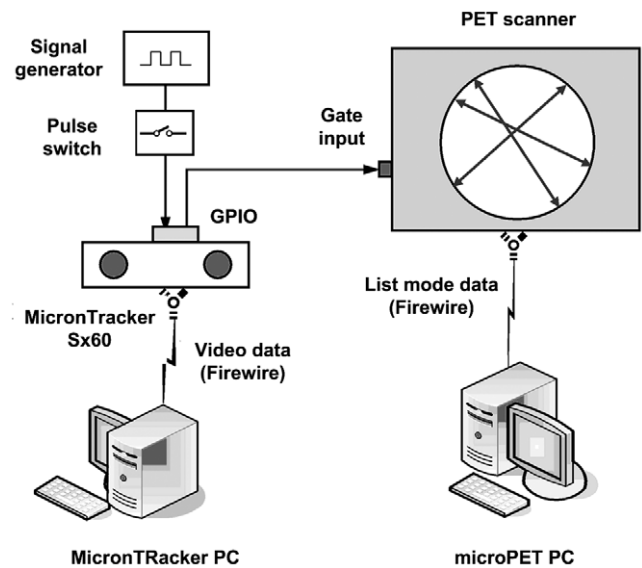 PET scanner
Signal
generator
Pulse
switch
Gate
input
GPIO
MicronTracker
Sx60
Video data
(Firewire)
List mode data
(Firewire)
MicronTRacker PC
microPET PC